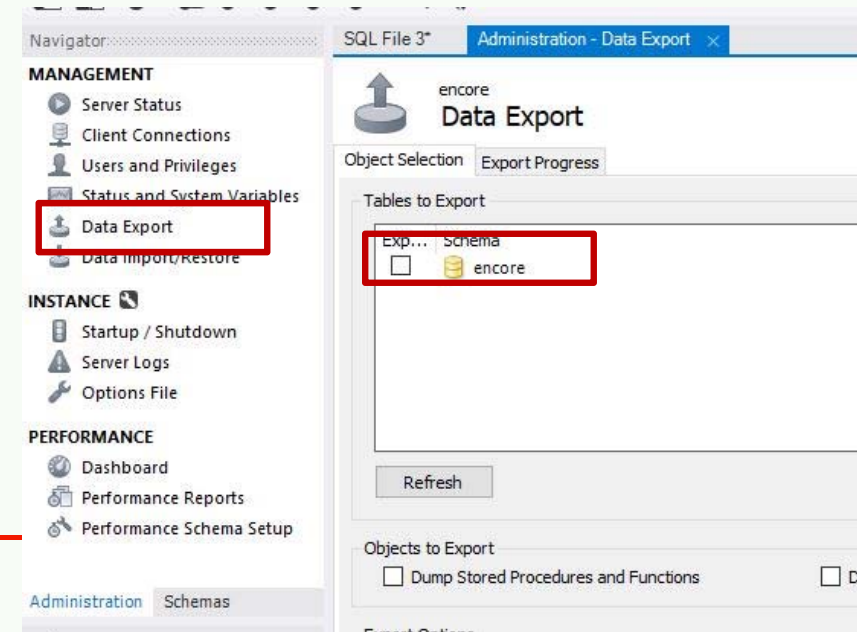 Navigator
MANAGEMENT
Server Status
Client Connections
Users and Privileges
Status and System Variables
Data Export
Data Import/Restore
INSTANCE
Startup / Shutdown
Server Logs
Options File
PERFORMANCE
Dashboard
Performance Reports
Performance Schema Setup
Administration Schemas
SQL File 3* Administration - Data Export ×
encore
Data Export
Object Selection Export Progress
Tables to Export
Exp... Schema
encore
Refresh
Objects to Export
Dump Stored Procedures and Functions D
Export Options